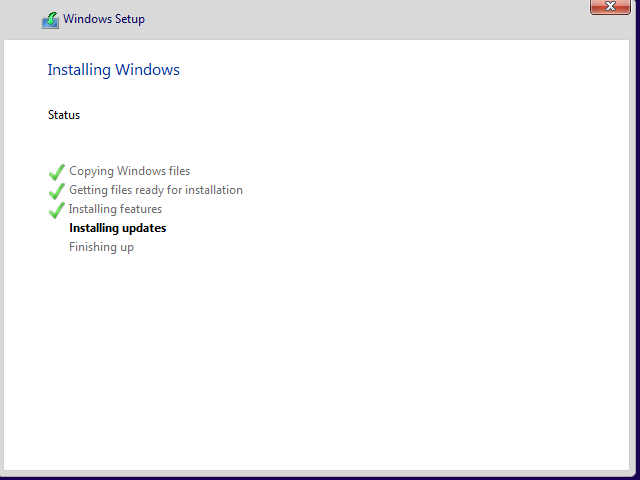 Windows Setup
Installing Windows
Status
Copying Windows files
Getting files ready for installation
Installing features
Installing updates
Finishing up